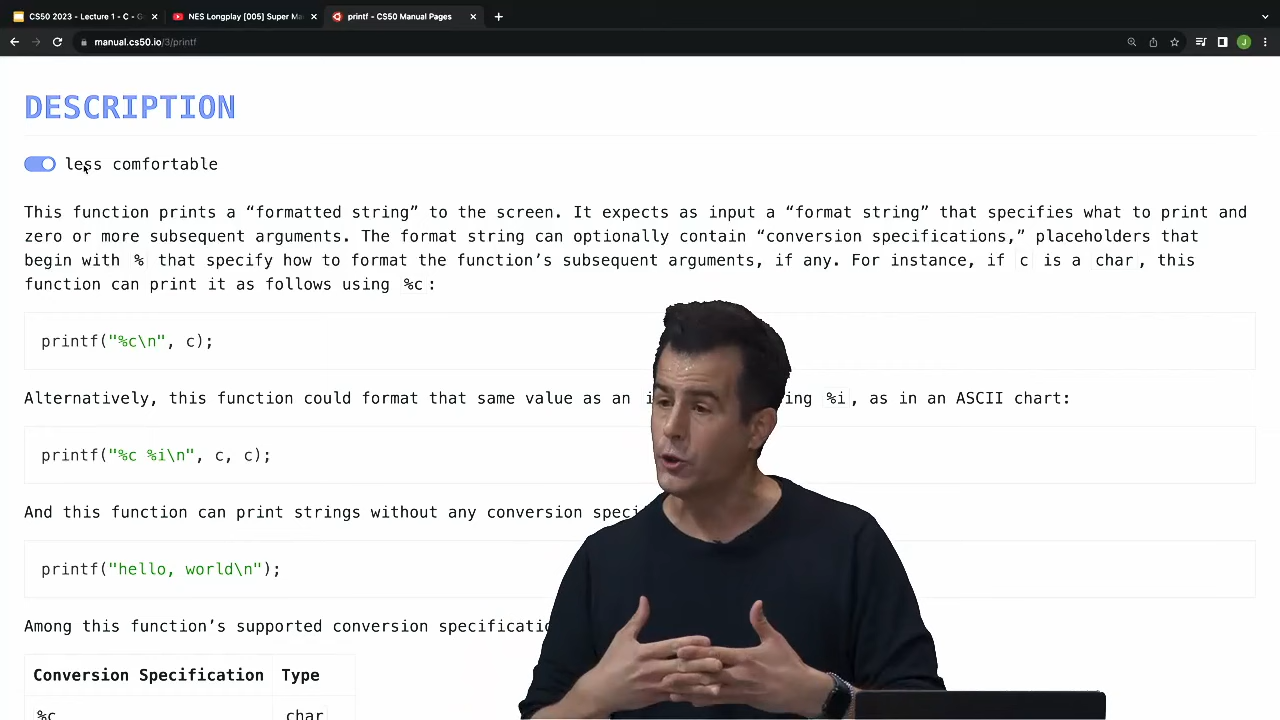 CS50 2023 - Lecture 1 - C - G
NES Longplay [005] Super Ma
printf - CS50 Manual Pages
manual.cs50.io/3/printf
J
DESCRIPTION
less comfortable
This function prints a “formatted string” to the screen. It expects as input a “format string” that specifies what to print and
zero or more subsequent arguments. The format string can optionally contain “conversion specifications,” placeholders that
begin with % that specify how to format the function’s subsequent arguments, if any. For instance, if c is a char, this
function can print it as follows using %c:
printf("%c\n", c);
Alternatively, this function could format that same value as an i ing %i, as in an ASCII chart:
printf("%c %i\n", c, c);
And this function can print strings without any conversion speci
printf("hello, world\n");
Among this function’s supported conversion specificatio
Conversion Specification Type
%c char